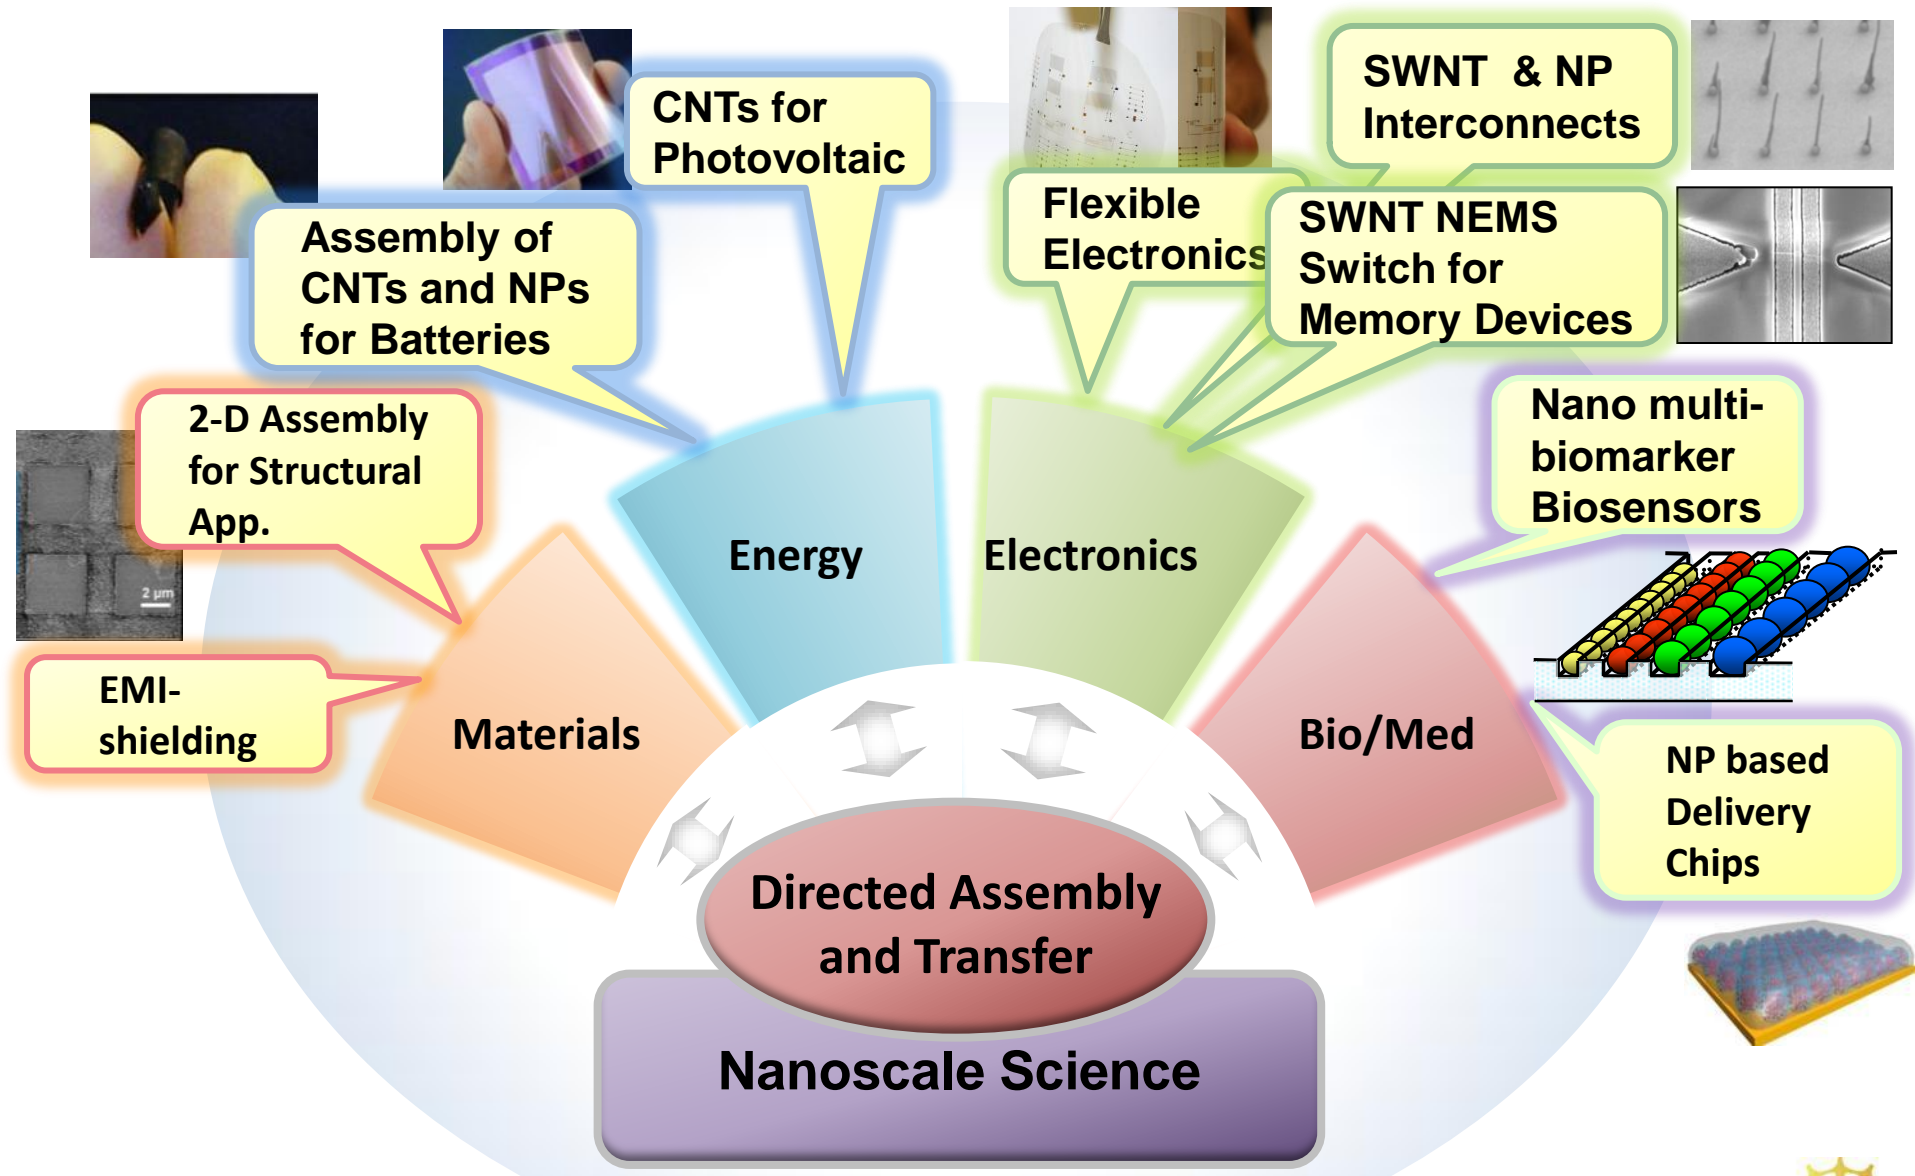 CNTs for
Photovoltaic
SWNT & NP
Interconnects
Assembly of
CNTs and NPs
for Batteries
Flexible
Electronics
SWNT NEMS
Switch for
Memory Devices
2-D Assembly
for Structural
App.
Nano multi-
biomarker
Biosensors
2 μm
Energy
Electronics
EMI-
shielding
Materials
Bio/Med
NP based
Delivery
Chips
Directed Assembly
and Transfer
Nanoscale Science